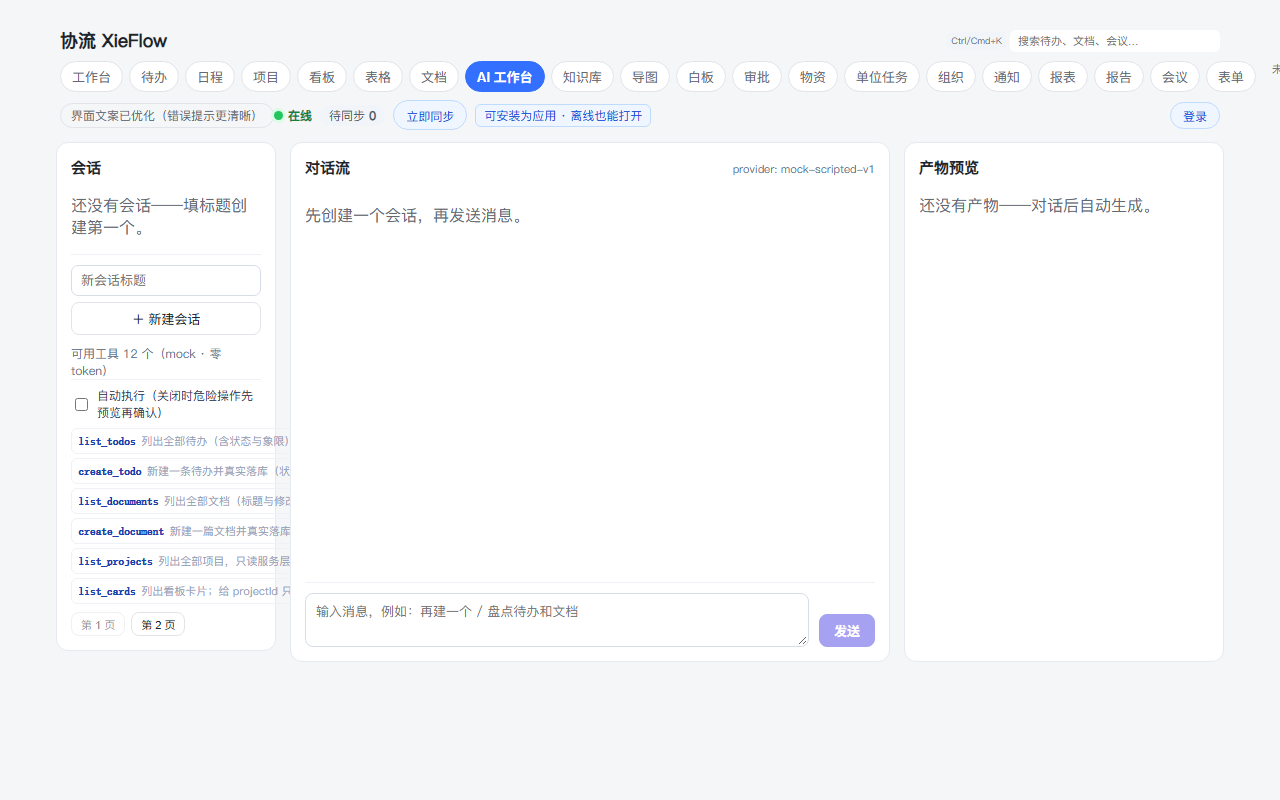 协流 XieFlow
Ctrl/Cmd+K
搜索待办、文档、会议...
工作台
待办
日程
项目
看板
表格
文档
AI 工作台
知识库
导图
白板
审批
物资
单位任务
组织
通知
报表
报告
会议
表单
界面文案已优化（错误提示更清晰）
在线
待同步 0
立即同步
可安装为应用 · 离线也能打开
登录
会话
还没有会话——填标题创
建第一个。
新会话标题
＋ 新建会话
可用工具 12 个（mock · 零
token）
自动执行（关闭时危险操作先
预览再确认）
list_todos 列出全部待办（含状态与象限）
create_todo 新建一条待办并真实落库（状
list_documents 列出全部文档（标题与修改
create_document 新建一篇文档并真实落库
list_projects 列出全部项目，只读服务层
list_cards 列出看板卡片；给 projectId 只
第 1 页
第 2 页
对话流
provider: mock-scripted-v1
先创建一个会话，再发送消息。
输入消息，例如：再建一个 / 盘点待办和文档
发送
产物预览
还没有产物——对话后自动生成。